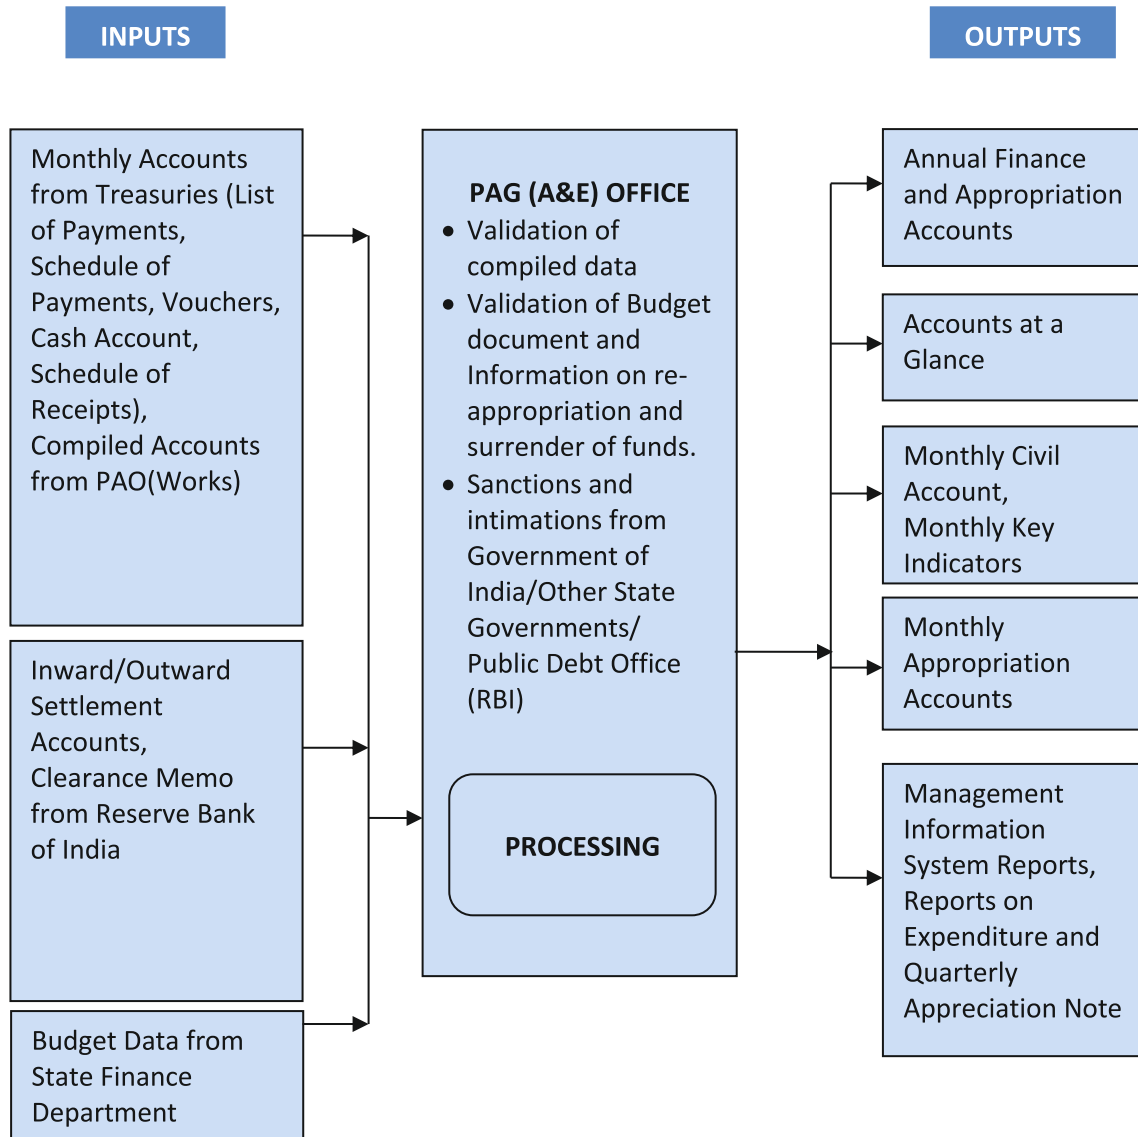 INPUTS
OUTPUTS
Monthly Accounts
from Treasuries (List
of Payments,
Schedule of
Payments, Vouchers,
Cash Account,
Schedule of
Receipts),
Compiled Accounts
from PAO(Works)
Inward/Outward
Settlement
Accounts,
Clearance Memo
from Reserve Bank
of India
Budget Data from
State Finance
Department
PAG (A&E) OFFICE
• Validation of
compiled data
• Validation of Budget
document and
Information on re-
appropriation and
surrender of funds.
• Sanctions and
intimations from
Government of
India/Other State
Governments/
Public Debt Office
(RBI)
PROCESSING
Annual Finance
and Appropriation
Accounts
Accounts at a
Glance
Monthly Civil
Account,
Monthly Key
Indicators
Monthly
Appropriation
Accounts
Management
Information
System Reports,
Reports on
Expenditure and
Quarterly
Appreciation Note